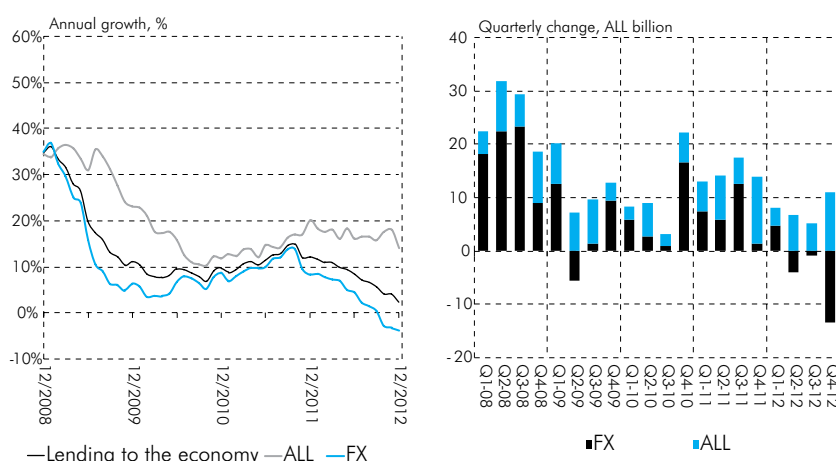 Annual growth, %
60%
50%
40%
30%
20%
10%
0%
-10%
12/2008
12/2009
12/2010
12/2011
12/2012
Lending to the economy ALL FX
Quarterly change, ALL billion
40
30
20
10
0
- 10
- 20
Q1-08
Q2-08
Q3-08
Q4-08
Q1-09
Q2-09
Q3-09
Q4-09
Q1-10
Q2-10
Q3-10
Q4-10
Q1-11
Q2-11
Q3-11
Q4-11
Q1-12
Q2-12
Q3-12
Q4-12
FX ALL